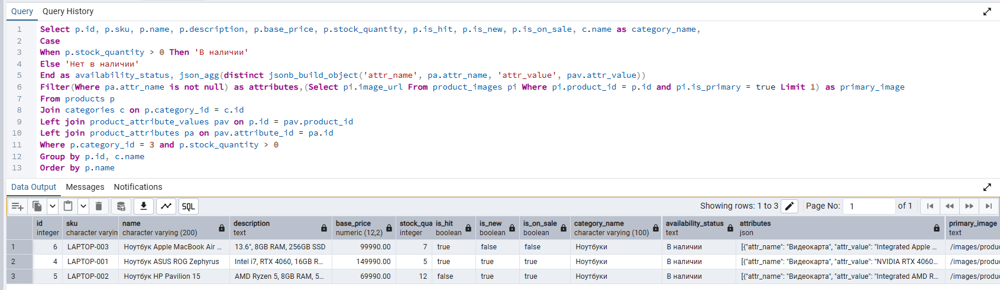 Query Query History
1 Select p.id, p.sku, p.name, p.description, p.base_price, p.stock_quantity, p.is_hit, p.is_new, p.is_on_sale, c.name as category_name,
2 Case
3 When p.stock_quantity > 0 Then 'В наличии'
4 Else 'Нет в наличии'
5 End as availability_status, json_agg(distinct jsonb_build_object('attr_name', pa.attr_name, 'attr_value', pav.attr_value))
6 Filter(Where pa.attr_name is not null) as attributes,(Select pi.image_url From product_images pi Where pi.product_id = p.id and pi.is_primary = true Limit 1) as primary_image
7 From products p
8 Join categories c on p.category_id = c.id
9 Left join product_attribute_values pav on p.id = pav.product_id
10 Left join product_attributes pa on pav.attribute_id = pa.id
11 Where p.category_id = 3 and p.stock_quantity > 0
12 Group by p.id, c.name
13 Order by p.name
Data Output Messages Notifications
SQL Showing rows: 1 to 3 Page No: 1 of 1
id sku name description base_price stock_qua is_hit is_new is_on_sale category_name availability_status attributes primary_image
integer character varyin character varying (200) text numeric (12,2) integer boolean boolean boolean character varying (100) text json text
1 6 LAPTOP-003 Ноутбук Apple MacBook Air ... 13.6", 8GB RAM, 256GB SSD 99990.00 7 true false false Ноутбуки В наличии [{"attr_name": "Видеокарта", "attr_value": "Integrated Apple ... /images/produc
2 4 LAPTOP-001 Ноутбук ASUS ROG Zephyrus Intel i7, RTX 4060, 16GB R... 149990.00 5 true true true Ноутбуки В наличии [{"attr_name": "Видеокарта", "attr_value": "NVIDIA RTX 4060... /images/produc
3 5 LAPTOP-002 Ноутбук HP Pavilion 15 AMD Ryzen 5, 8GB RAM, 5... 69990.00 12 false true true Ноутбуки В наличии [{"attr_name": "Видеокарта", "attr_value": "Integrated AMD R... /images/produc